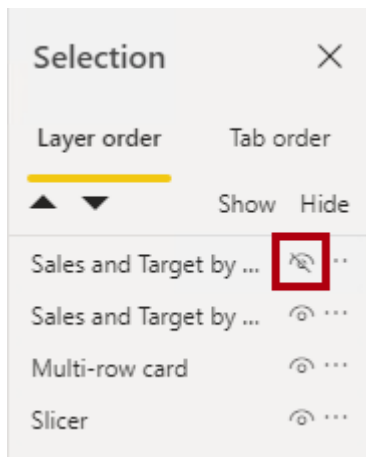 Selection
Layer order Tab order
Show Hide
Sales and Target by ...
Sales and Target by ...
Multi-row card
Slicer